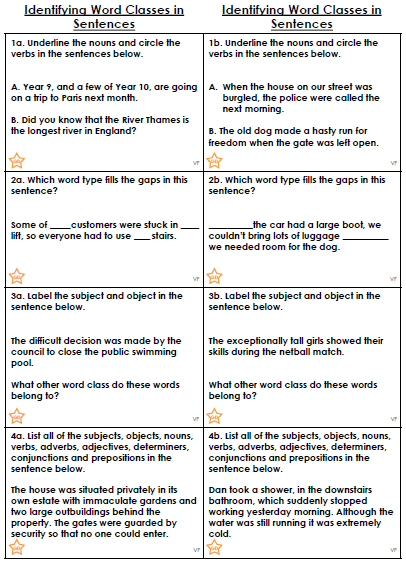 Identifying Word Classes in
Sentences
1a. Underline the nouns and circle the
verbs in the sentences below.
A. Year 9, and a few of Year 10, are going
on a trip to Paris next month.
B. Did you know that the River Thames is
the longest river in England?
VF
2a. Which word type fills the gaps in this
sentence?
Some of ____customers were stuck in ____
lift, so everyone had to use ___stairs.
VF
3a. Label the subject and object in the
sentence below.
The difficult decision was made by the
council to close the public swimming
pool.
What other word class do these words
belong to?
VF
4a. List all of the subjects, objects, nouns,
verbs, adverbs, adjectives, determiners,
conjunctions and prepositions in the
sentence below.
The house was situated privately in its
own estate with immaculate gardens and
two large outbuildings behind the
property. The gates were guarded by
security so that no one could enter.
VF
Identifying Word Classes in
Sentences
1b. Underline the nouns and circle the
verbs in the sentences below.
A. When the house on our street was
burgled, the police were called the
next morning.
B. The old dog made a hasty run for
freedom when the gate was left open.
VF
2b. Which word type fills the gaps in this
sentence?
_________the car had a large boot, we
couldn't bring lots of luggage _________
we needed room for the dog.
VF
3b. Label the subject and object in the
sentence below.
The exceptionally tall girls showed their
skills during the netball match.
What other word class do these words
belong to?
VF
4b. List all of the subjects, objects, nouns,
verbs, adverbs, adjectives, determiners,
conjunctions and prepositions in the
sentence below.
Dan took a shower, in the downstairs
bathroom, which suddenly stopped
working yesterday morning. Although the
water was still running it was extremely
cold.
VF